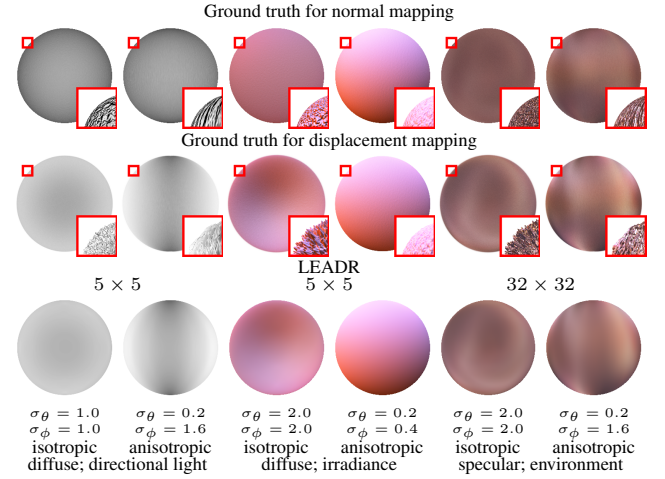 Ground truth for normal mapping
Ground truth for displacement mapping
LEADR
5 × 5 5 × 5 32 × 32
σθ = 1.0 σθ = 0.2 σθ = 2.0 σθ = 0.2 σθ = 2.0 σθ = 0.2
σϕ = 1.0 σϕ = 1.6 σϕ = 2.0 σϕ = 0.4 σϕ = 2.0 σϕ = 1.6
isotropic anisotropic isotropic anisotropic isotropic anisotropic
diffuse; directional light diffuse; irradiance specular; environment